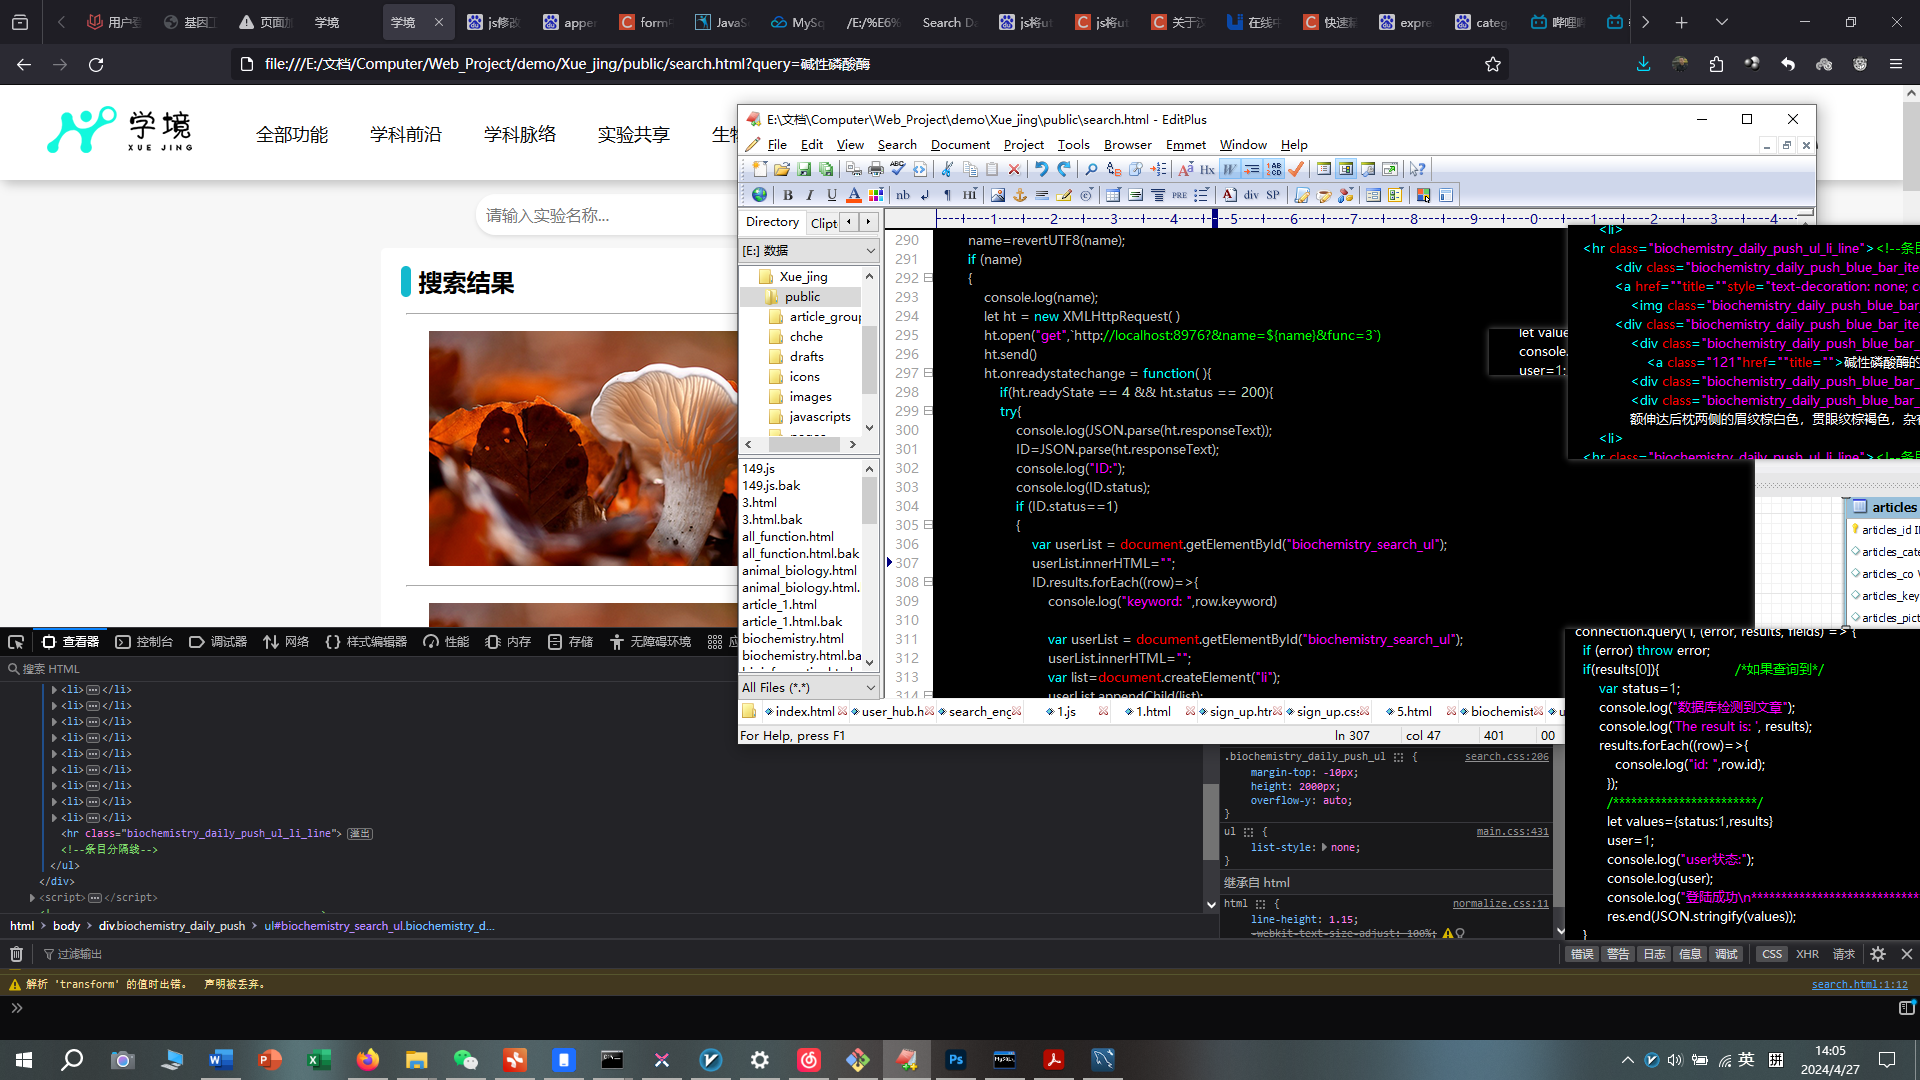 学境
学境
js修改
appe
form
JavaS
MySq
/E:/%E6%
Search Da
js将ut
js将ut
关于
在线
快速
expre
categ
哔哩
file:///E:/文档/Computer/Web_Project/demo/Xue_jing/public/search.html?query=碱性磷酸酶
学境
XUE JING
全部功能
学科前沿
学科脉络
实验共享
请输入实验名称...
搜索结果
E:\文档\Computer\Web_Project\demo\Xue_jing\public\search.html - EditPlus
File Edit View Search Document Project Tools Browser Emmet Window Help
Directory
Clipt
[E:] 数据
Xue_jing
public
article_group
chche
drafts
icons
images
javascripts
149.js
149.js.bak
3.html
3.html.bak
all_function.html
all_function.html.bak
animal_biology.html
animal_biology.html.
article_1.html
article_1.html.bak
biochemistry.html
biochemistry.html.ba
All Files (*.*)
290 name=revertUTF8(name);
291 if (name)
292 {
293 console.log(name);
294 let ht = new XMLHttpRequest( )
295 ht.open("get",`http://localhost:8976?&name=${name}&func=3`)
296 ht.send()
297 ht.onreadystatechange = function( ){
298 if(ht.readyState == 4 && ht.status == 200){
299 try{
300 console.log(JSON.parse(ht.responseText));
301 ID=JSON.parse(ht.responseText);
302 console.log("ID:");
303 console.log(ID.status);
304 if (ID.status==1)
305 {
306 var userList = document.getElementById("biochemistry_search_ul");
307 userList.innerHTML="";
308 ID.results.forEach((row)=>{
309 console.log("keyword: ",row.keyword)
310
311 var userList = document.getElementById("biochemistry_search_ul");
312 userList.innerHTML="";
313 var list=document.createElement("li");
314 userList.appendChild(list);
index.html user_hub.h search_eng 1.js 1.html sign_up.htr sign_up.cs 5.html biochemist
For Help, press F1
ln 307 col 47 401 00
let value
console.
user=1;
<li>
<hr class="biochemistry_daily_push_ul_li_line"><!--条目
<div class="biochemistry_daily_push_blue_bar_ite
<a href=""title=""style="text-decoration: none; c
<img class="biochemistry_daily_push_blue_bar_
<div class="biochemistry_daily_push_blue_bar_ite
<div class="biochemistry_daily_push_blue_bar_
<a class="121"href=""title="">碱性磷酸酶的
<div class="biochemistry_daily_push_blue_bar_
<div class="biochemistry_daily_push_blue_bar_
额伸达后枕两侧的眉纹棕白色，贯眼纹棕褐色，杂有
<li>
<hr class="biochemistry_daily_push_ul_li_line"><!--条目
articles
articles_id I
articles_cate
articles_co
articles_key
articles_pict
connection.query( i, (error, results, fields) => {
if (error) throw error;
if(results[0]){ /*如果查询到*/
var status=1;
console.log("数据库检测到文章");
console.log('The result is: ', results);
results.forEach((row)=>{
console.log("id: ",row.id);
});
/************************/
let values={status:1,results}
user=1;
console.log("user状态:");
console.log(user);
console.log("登陆成功\n****************************
res.end(JSON.stringify(values));
}
查看器 控制台 调试器 网络 样式编辑器 性能 内存 存储 无障碍环境 应
搜索 HTML
<li></li>
<li></li>
<li></li>
<li></li>
<li></li>
<li></li>
<li></li>
<li></li>
<li></li>
<hr class="biochemistry_daily_push_ul_li_line"> 溢出
<!--条目分隔线-->
</ul>
</div>
<script></script>
html body div.biochemistry_daily_push ul#biochemistry_search_ul.biochemistry_d...
.biochemistry_daily_push_ul { search.css:206
margin-top: -10px;
height: 2000px;
overflow-y: auto;
}
ul { main.css:431
list-style: none;
}
继承自 html
html { normalize.css:11
line-height: 1.15;
-webkit-text-size-adjust: 100%;
过滤输出
错误 警告 日志 信息 调试 CSS XHR 请求
解析 'transform' 的值时出错。 声明被丢弃。
search.html:1:12
英
14:05
2024/4/27